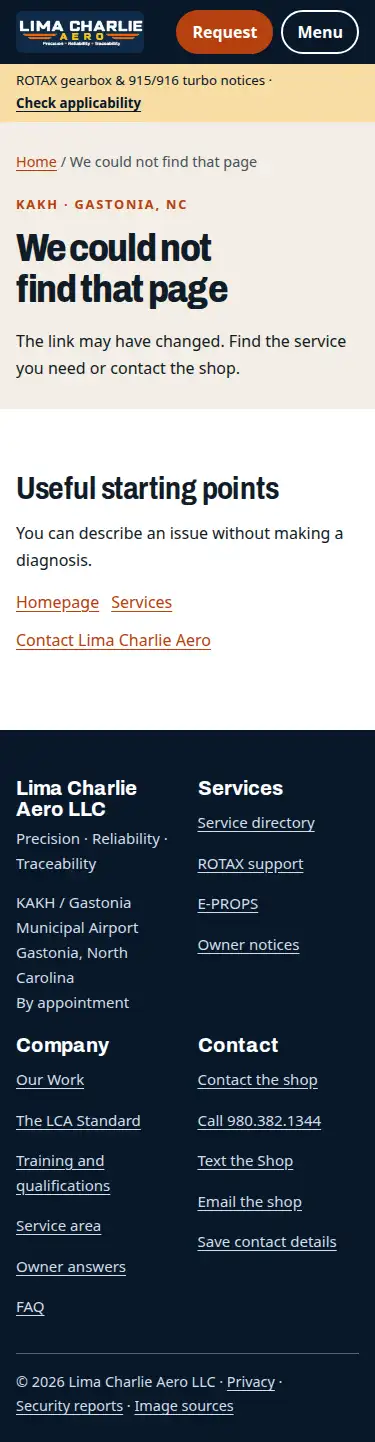 LIMA CHARLIE
AERO
Precision • Reliability • Traceability
Request
Menu
ROTAX gearbox & 915/916 turbo notices ·
Check applicability
Home / We could not find that page
KAKH · GASTONIA, NC
We could not
find that page
The link may have changed. Find the service
you need or contact the shop.
Useful starting points
You can describe an issue without making a
diagnosis.
Homepage Services
Contact Lima Charlie Aero
Lima Charlie
Aero LLC
Precision · Reliability ·
Traceability
KAKH / Gastonia
Municipal Airport
Gastonia, North
Carolina
By appointment
Services
Service directory
ROTAX support
E-PROPS
Owner notices
Company
Our Work
The LCA Standard
Training and
qualifications
Service area
Owner answers
FAQ
Contact
Contact the shop
Call 980.382.1344
Text the Shop
Email the shop
Save contact details
© 2026 Lima Charlie Aero LLC · Privacy ·
Security reports · Image sources